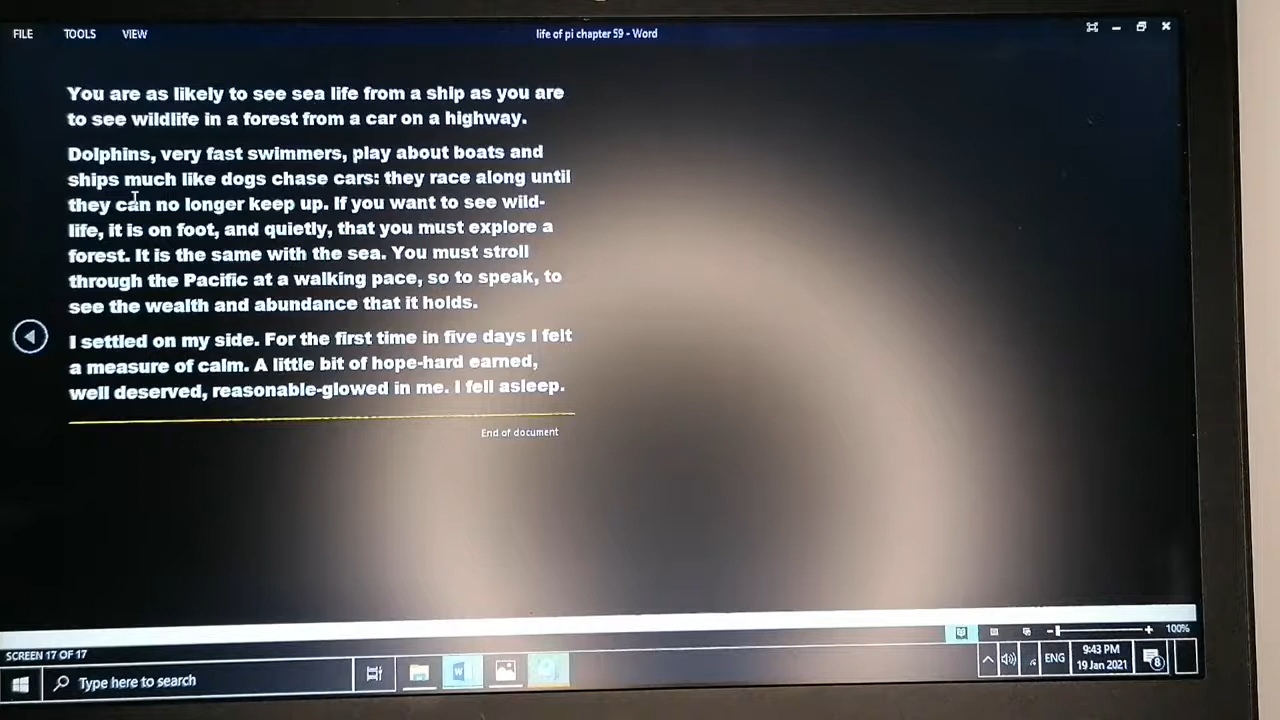 FILE TOOLS VIEW life of pi chapter 59 - Word
You are as likely to see sea life from a ship as you are
to see wildlife in a forest from a car on a highway.
Dolphins, very fast swimmers, play about boats and
ships much like dogs chase cars: they race along until
they can no longer keep up. If you want to see wild-
life, it is on foot, and quietly, that you must explore a
forest. It is the same with the sea. You must stroll
through the Pacific at a walking pace, so to speak, to
see the wealth and abundance that it holds.
I settled on my side. For the first time in five days I felt
a measure of calm. A little bit of hope-hard earned,
well deserved, reasonable-glowed in me. I fell asleep.
End of document
SCREEN 17 OF 17
100%
Type here to search
ENG
9:43 PM
19 Jan 2021
8